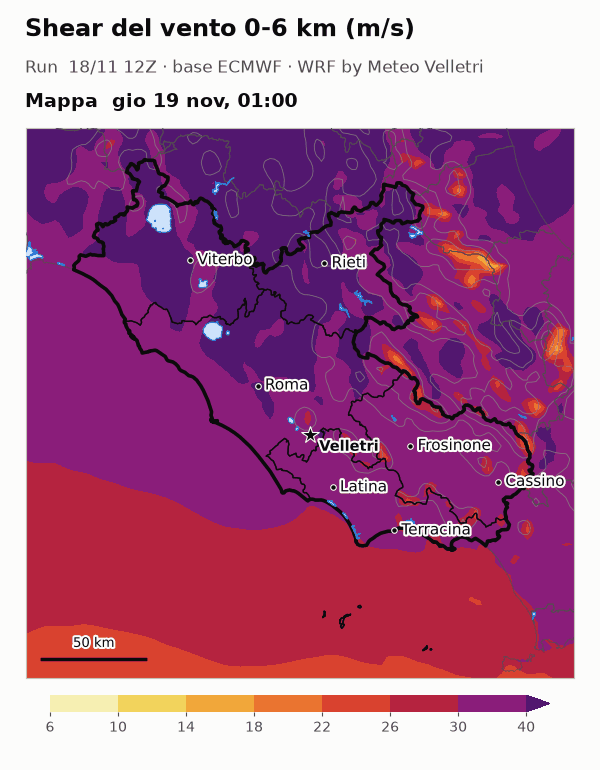 Shear del vento 0-6 km (m/s)
Run  18/11 12Z · base ECMWF · WRF by Meteo Velletri
Mappa  gio 19 nov, 01:00
Viterbo
Rieti
Roma
Velletri
Frosinone
Cassino
Latina
Terracina
50 km
6 10 14 18 22 26 30 40